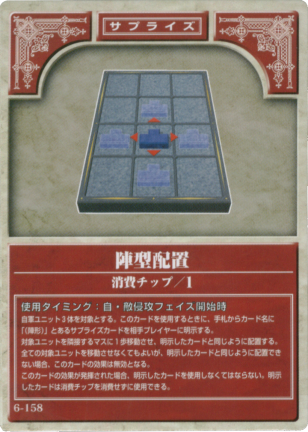 サプライズ
陣型配置
消費チップ／1
使用タイミング：自・敵侵攻フェイズ開始時
自軍ユニット3体を対象とする。このカードを使用するときに、手札からカード名に
「《陣形》」とあるサプライズカードを相手プレイヤーに明示する。
対象ユニットを隣接するマスに1歩移動させ、明示したカードと同じように配置する。
全ての対象ユニットを移動させなくてもよいが、明示したカードと同じように配置でき
ない場合、このカードの効果は無効となる。
このカードの効果が発揮された場合、明示したカードを使用しなくてはならない。明示し
たカードは消費チップを消費せずに使用できる。
6-158